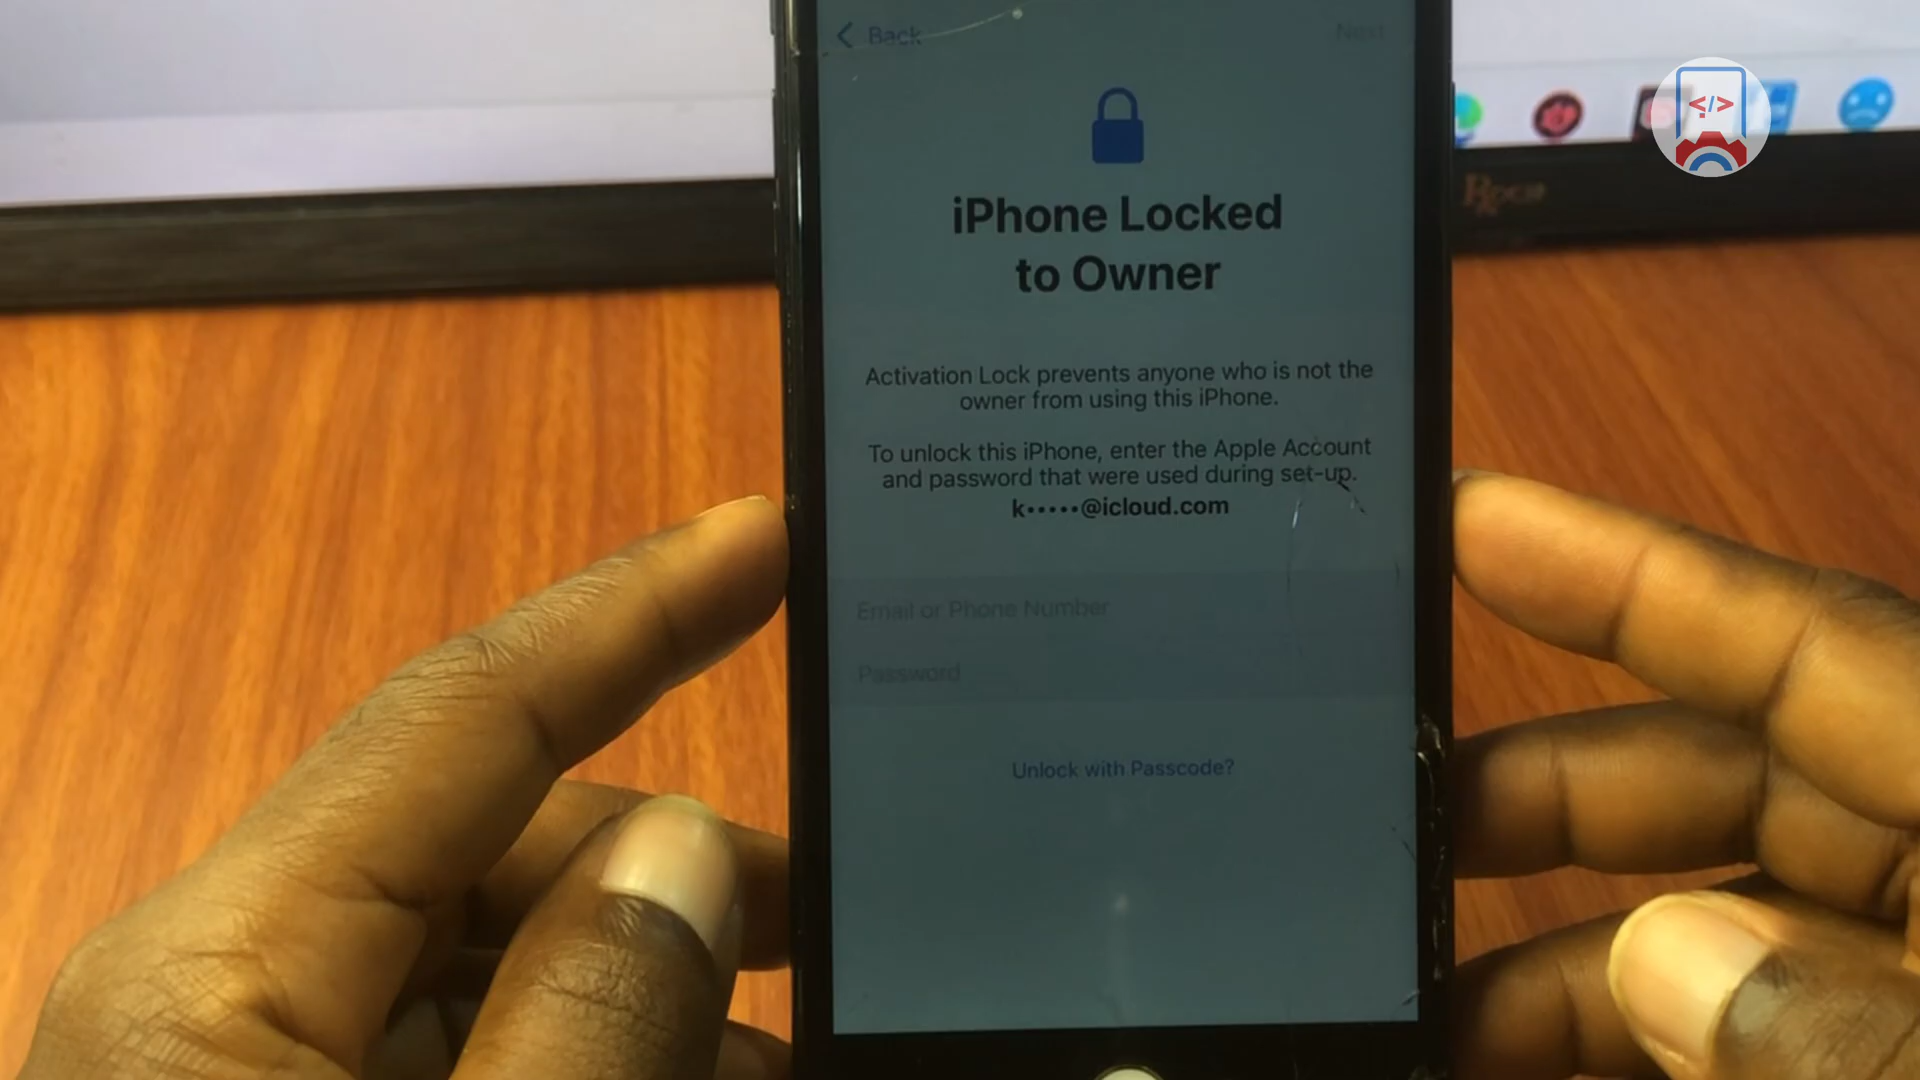 Back
Next
</>
iPhone Locked
to Owner
Activation Lock prevents anyone who is not the
owner from using this iPhone.
To unlock this iPhone, enter the Apple Account
and password that were used during set-up.
k•••••@icloud.com
Email or Phone Number
Password
Unlock with Passcode?